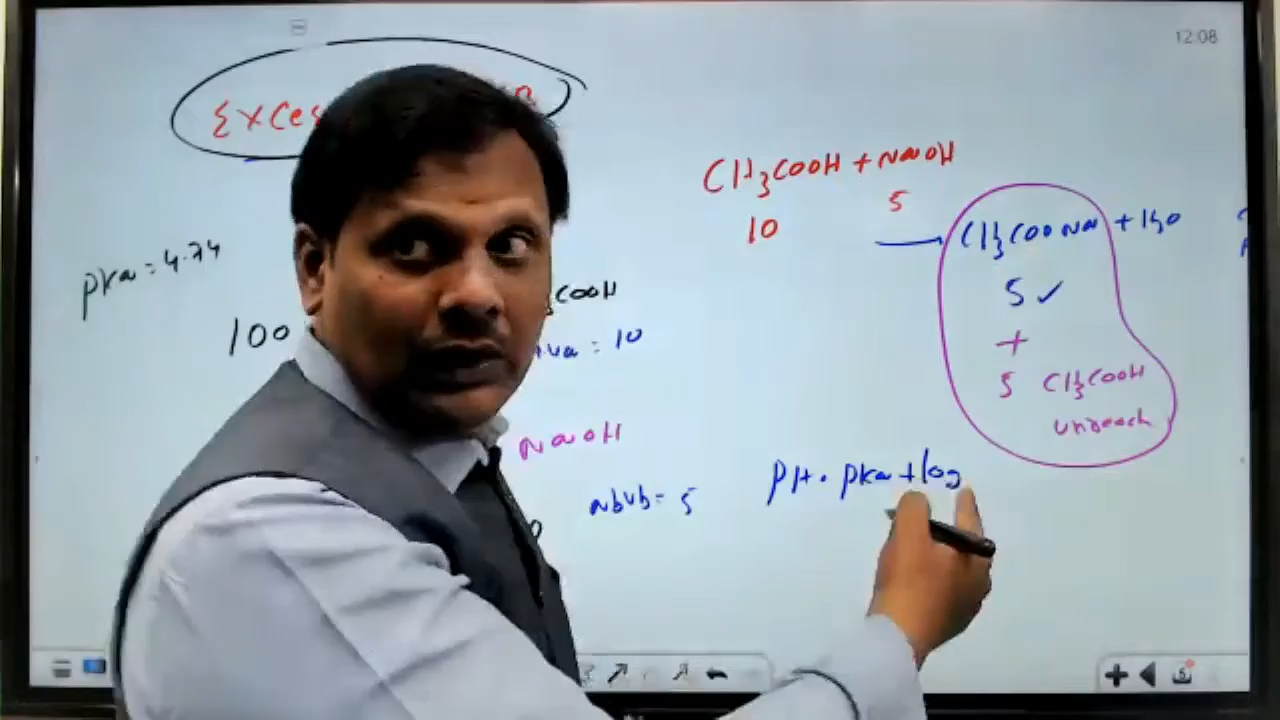 12:08
CH3COOH + NaOH
10
5
CH3COONa + H2O
5 ✓
+
5 CH3COOH
unreach
pka = 4.74
100
COOH
: 10
NaOH
NbVb = 5
pH = pka + log